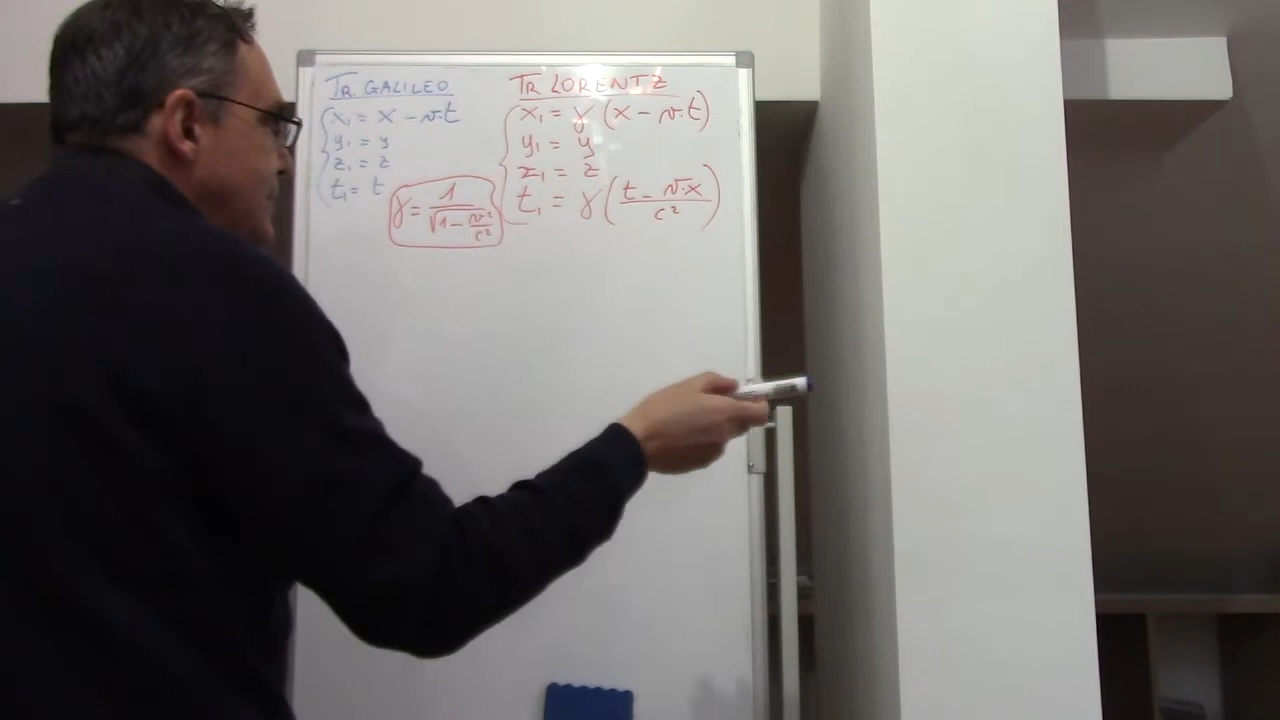 TR. GALILEO
x₁ = x - v·t
y₁ = y
z₁ = z
t₁ = t
γ = 1 / √(1 - v²/c²)
TR LORENTZ
x₁ = γ (x - v·t)
y₁ = y
z₁ = z
t₁ = γ ((t - v·x) / c²)